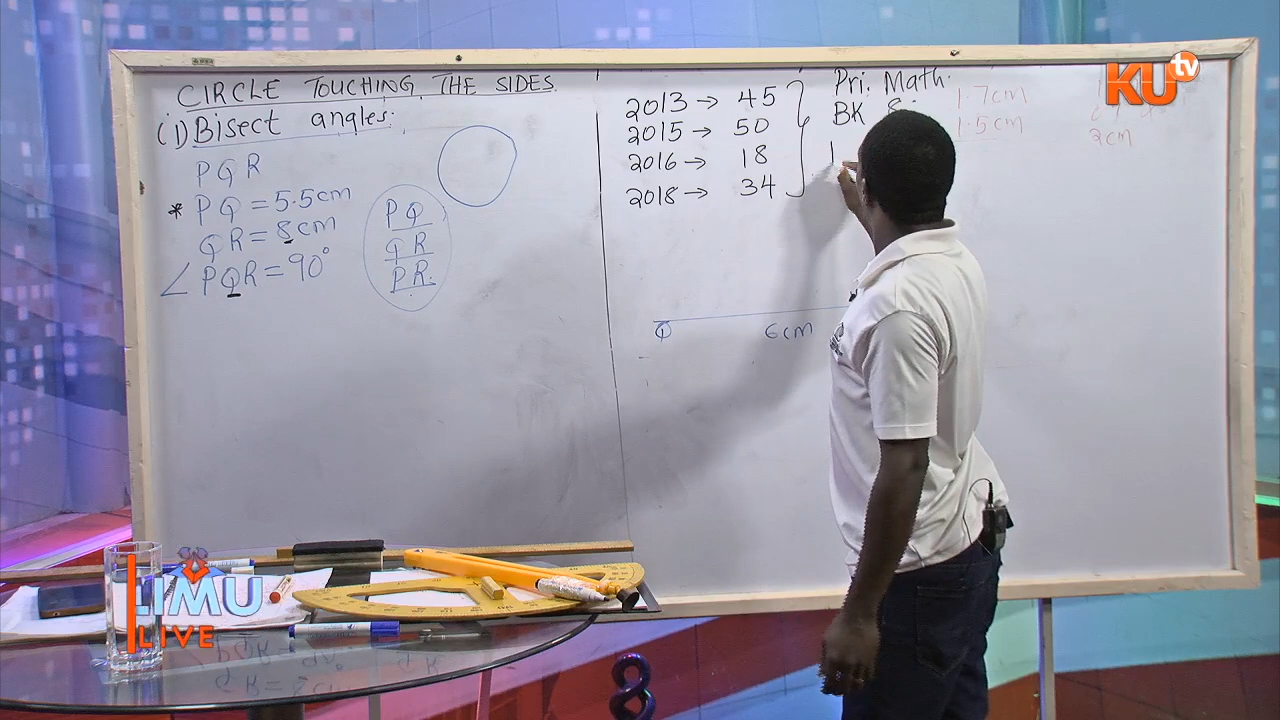 CIRCLE TOUCHING THE SIDES
(i) Bisect angles.
PQR
* PQ = 5.5cm
QR = 8cm
∠ PQR = 90°
PQ
QR
PR.
2013 → 45
2015 → 50
2016 → 18
2018 → 34
Pri. Math.
BK 8.
1
1.7cm
1.5cm
2cm
Q 6cm
KU tv
LIMU
LIVE